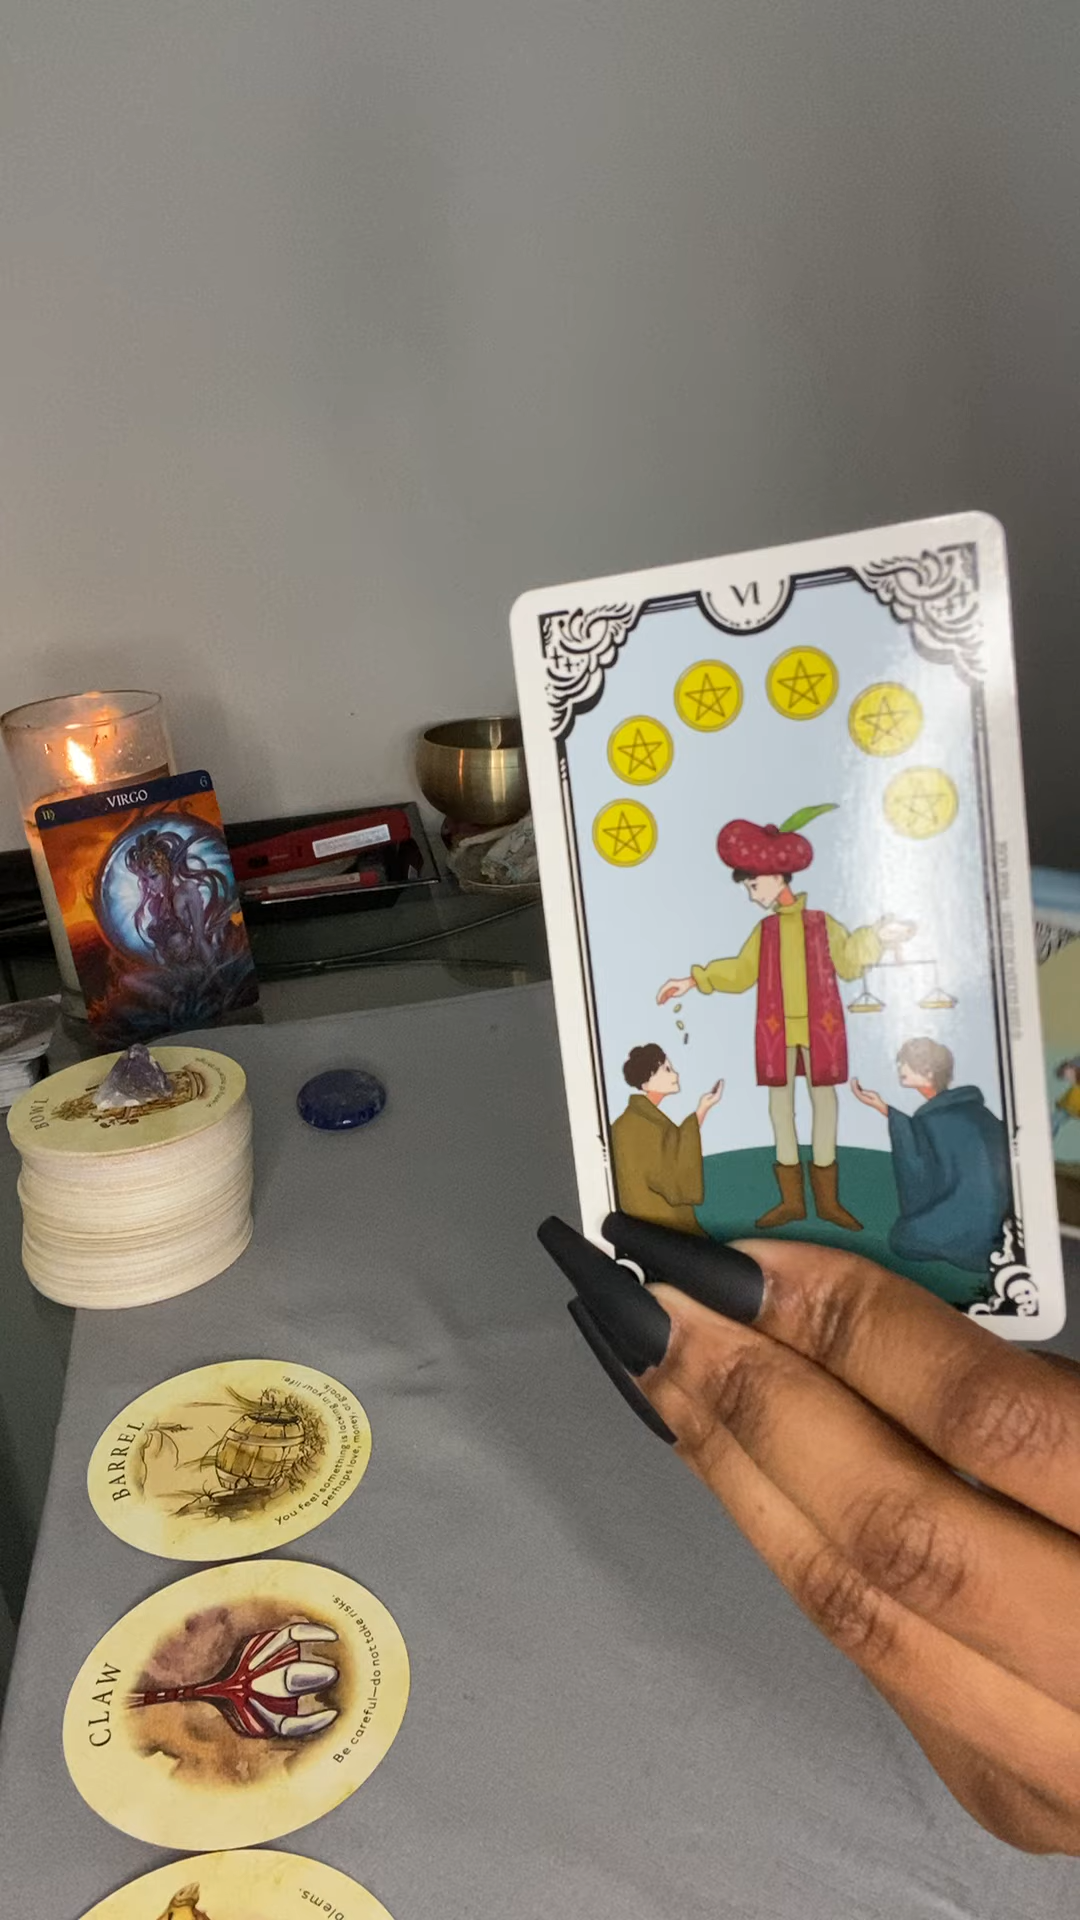 VI
VIRGO
6
BOWL
BARREL
You feel something is lacking in your life:
perhaps love, money, or goals.
CLAW
Be careful—do not take risks.
blems.